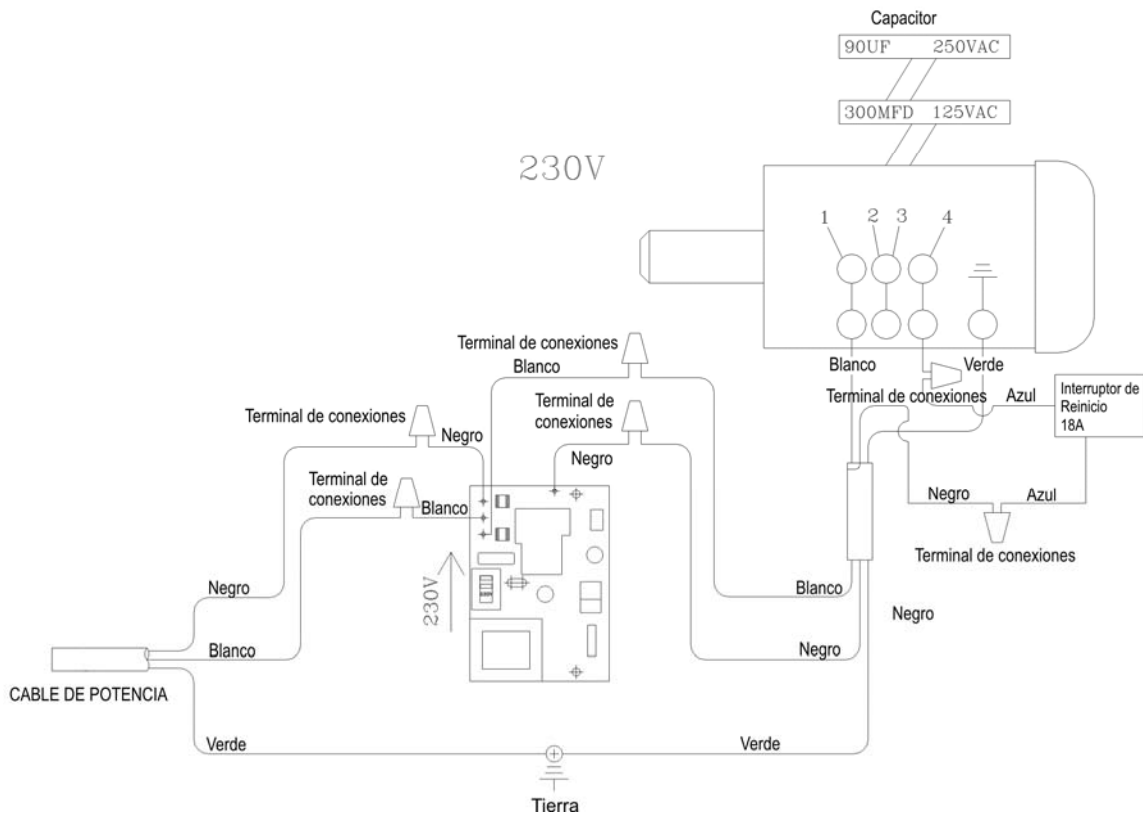 Capacitor
90UF 250VAC
300MFD 125VAC
230V
1 2 3 4
Terminal de conexiones
Blanco
Blanco
Verde
Terminal de conexiones
Azul
Interruptor de
Reinicio
18A
Terminal de conexiones
Negro
Terminal de
conexiones
Negro
Terminal de
conexiones
Blanco
Negro
Azul
Terminal de conexiones
230V
Negro
Blanco
Blanco
Negro
Negro
CABLE DE POTENCIA
Verde
Verde
Tierra